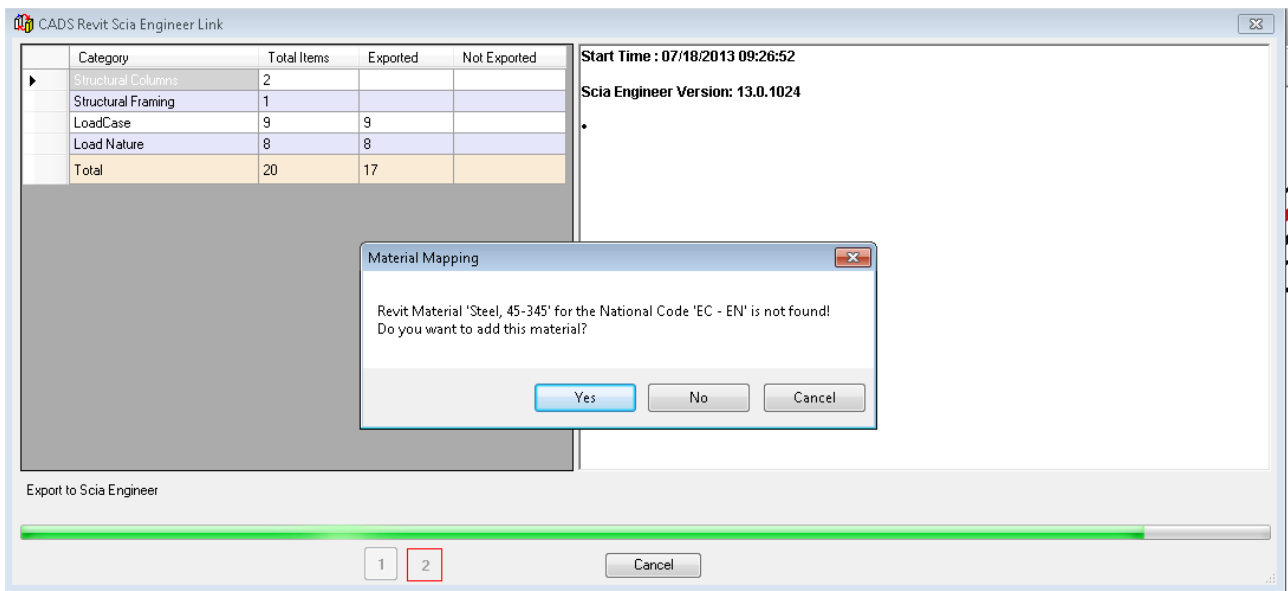 CADS Revit Scia Engineer Link
Category Total Items Exported Not Exported
Structural Columns 2
Structural Framing 1
LoadCase 9 9
Load Nature 8 8
Total 20 17
Start Time : 07/18/2013 09:26:52
Scia Engineer Version: 13.0.1024
Material Mapping
Revit Material 'Steel, 45-345' for the National Code 'EC - EN' is not found!
Do you want to add this material?
Yes No Cancel
Export to Scia Engineer
1 2 Cancel